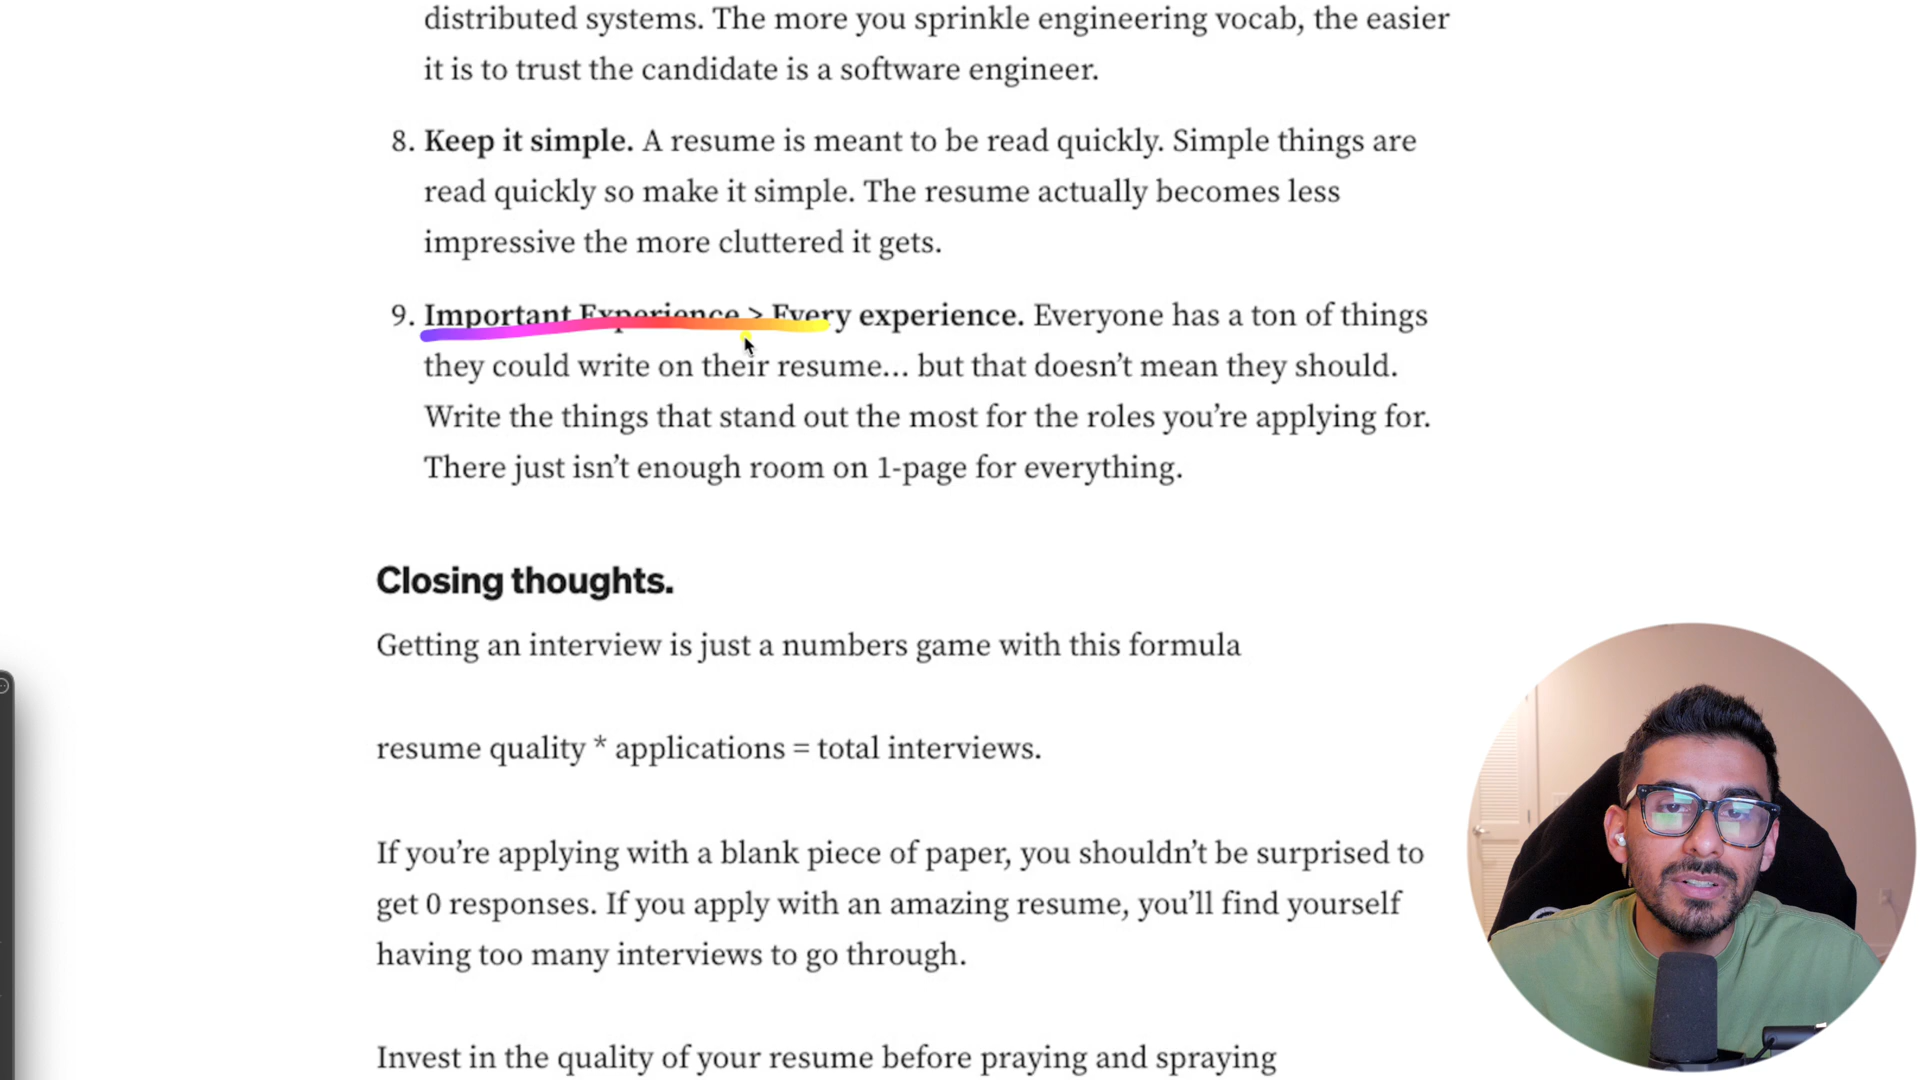 distributed systems. The more you sprinkle engineering vocab, the easier
it is to trust the candidate is a software engineer.
8. Keep it simple. A resume is meant to be read quickly. Simple things are
read quickly so make it simple. The resume actually becomes less
impressive the more cluttered it gets.
9. Important Experience > Every experience. Everyone has a ton of things
they could write on their resume… but that doesn’t mean they should.
Write the things that stand out the most for the roles you’re applying for.
There just isn’t enough room on 1-page for everything.
Closing thoughts.
Getting an interview is just a numbers game with this formula
resume quality * applications = total interviews.
If you’re applying with a blank piece of paper, you shouldn’t be surprised to
get 0 responses. If you apply with an amazing resume, you’ll find yourself
having too many interviews to go through.
Invest in the quality of your resume before praying and spraying